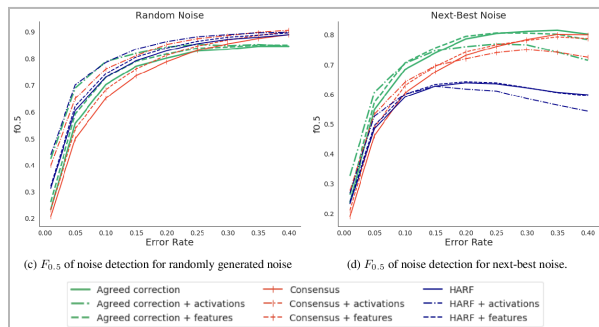 Random Noise
0.9
0.8
0.7
0.6
0.5
0.4
0.3
0.2
f0.5
0.00 0.05 0.10 0.15 0.20 0.25 0.30 0.35 0.40
Error Rate
(c) F0.5 of noise detection for randomly generated noise
Next-Best Noise
0.8
0.7
0.6
0.5
0.4
0.3
0.2
f0.5
0.00 0.05 0.10 0.15 0.20 0.25 0.30 0.35 0.40
Error Rate
(d) F0.5 of noise detection for next-best noise.
Agreed correction
Agreed correction + activations
Agreed correction + features
Consensus
Consensus + activations
Consensus + features
HARF
HARF + activations
HARF + features